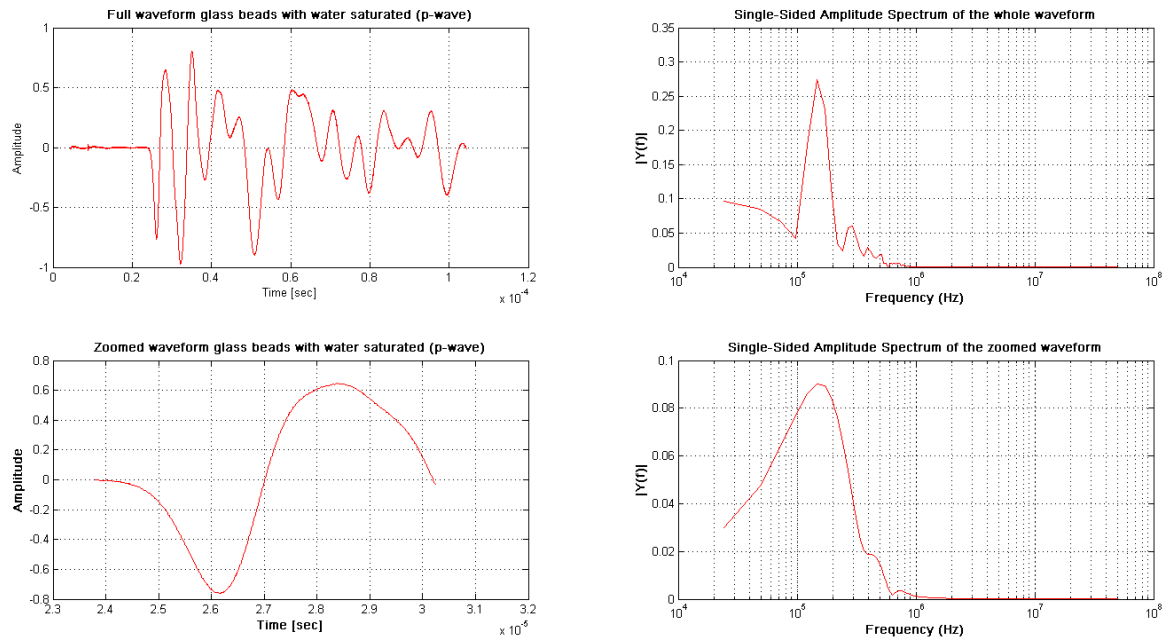 Full waveform glass beads with water saturated (p-wave)
1
0.5
0
-0.5
-1
Amplitude
0 0.2 0.4 0.6 0.8 1 1.2
Time [sec]
x 10^-4
Single-Sided Amplitude Spectrum of the whole waveform
0.35
0.3
0.25
0.2
0.15
0.1
0.05
0
|Y(f)|
10^4 10^5 10^6 10^7 10^8
Frequency (Hz)
Zoomed waveform glass beads with water saturated (p-wave)
0.8
0.6
0.4
0.2
0
-0.2
-0.4
-0.6
-0.8
Amplitude
2.3 2.4 2.5 2.6 2.7 2.8 2.9 3 3.1 3.2
Time [sec]
x 10^-5
Single-Sided Amplitude Spectrum of the zoomed waveform
0.1
0.08
0.06
0.04
0.02
0
|Y(f)|
10^4 10^5 10^6 10^7 10^8
Frequency (Hz)